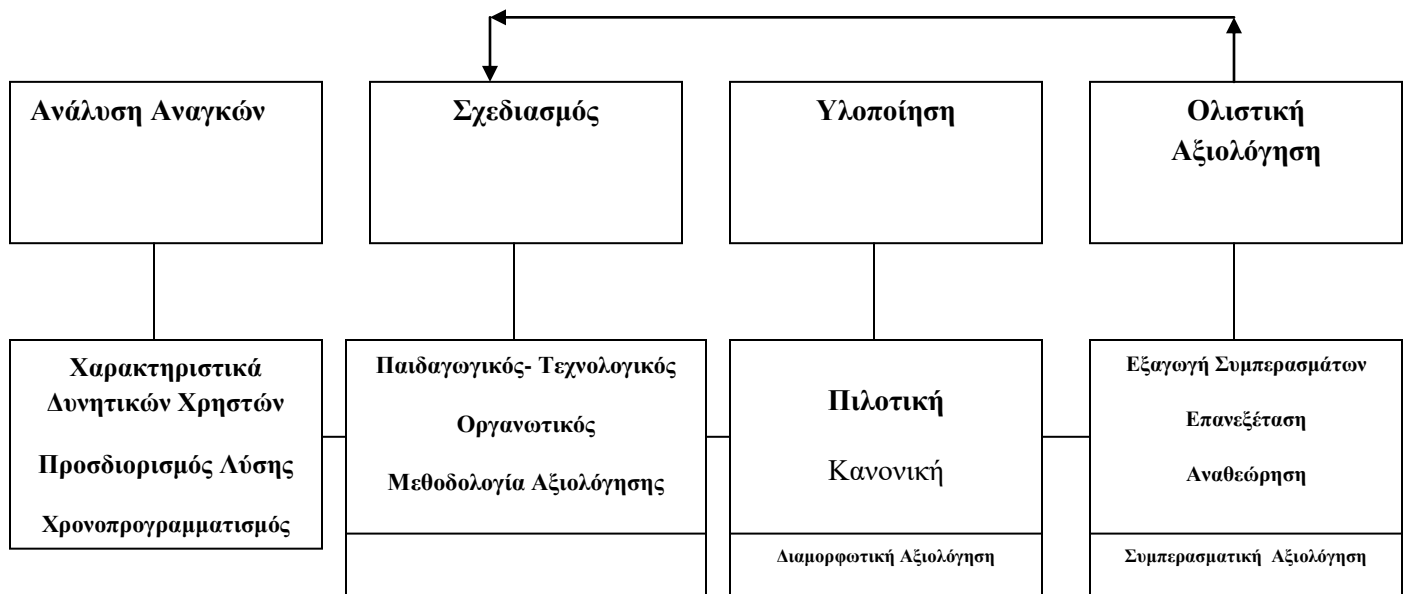 Ανάλυση Αναγκών
Σχεδιασμός
Υλοποίηση
Ολιστική
Αξιολόγηση
Χαρακτηριστικά
Δυνητικών Χρηστών
Προσδιορισμός Λύσης
Χρονοπρογραμματισμός
Παιδαγωγικός- Τεχνολογικός
Οργανωτικός
Μεθοδολογία Αξιολόγησης
Πιλοτική
Κανονική
Διαμορφωτική Αξιολόγηση
Εξαγωγή Συμπερασμάτων
Επανεξέταση
Αναθεώρηση
Συμπερασματική Αξιολόγηση